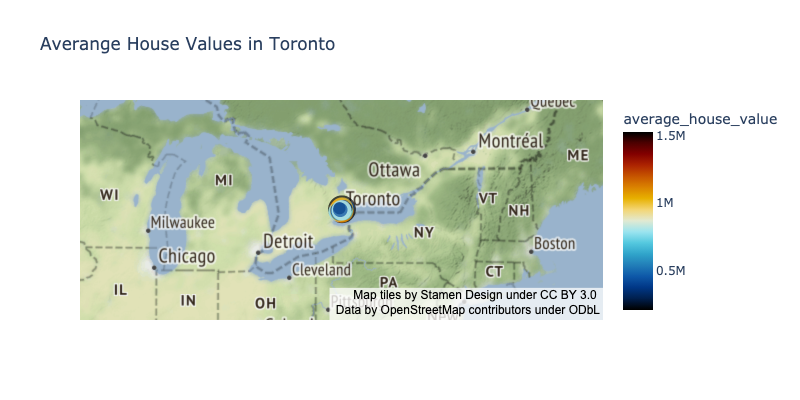 Averange House Values in Toronto
average_house_value
1.5M
1M
0.5M
Québec
Montréal
Ottawa
ME
Toronto
WI
MI
VT
NH
Milwaukee
NY
Boston
Detroit
Chicago
Cleveland
CT
PA
IL
IN
OH
Map tiles by Stamen Design under CC BY 3.0
Data by OpenStreetMap contributors under ODbL